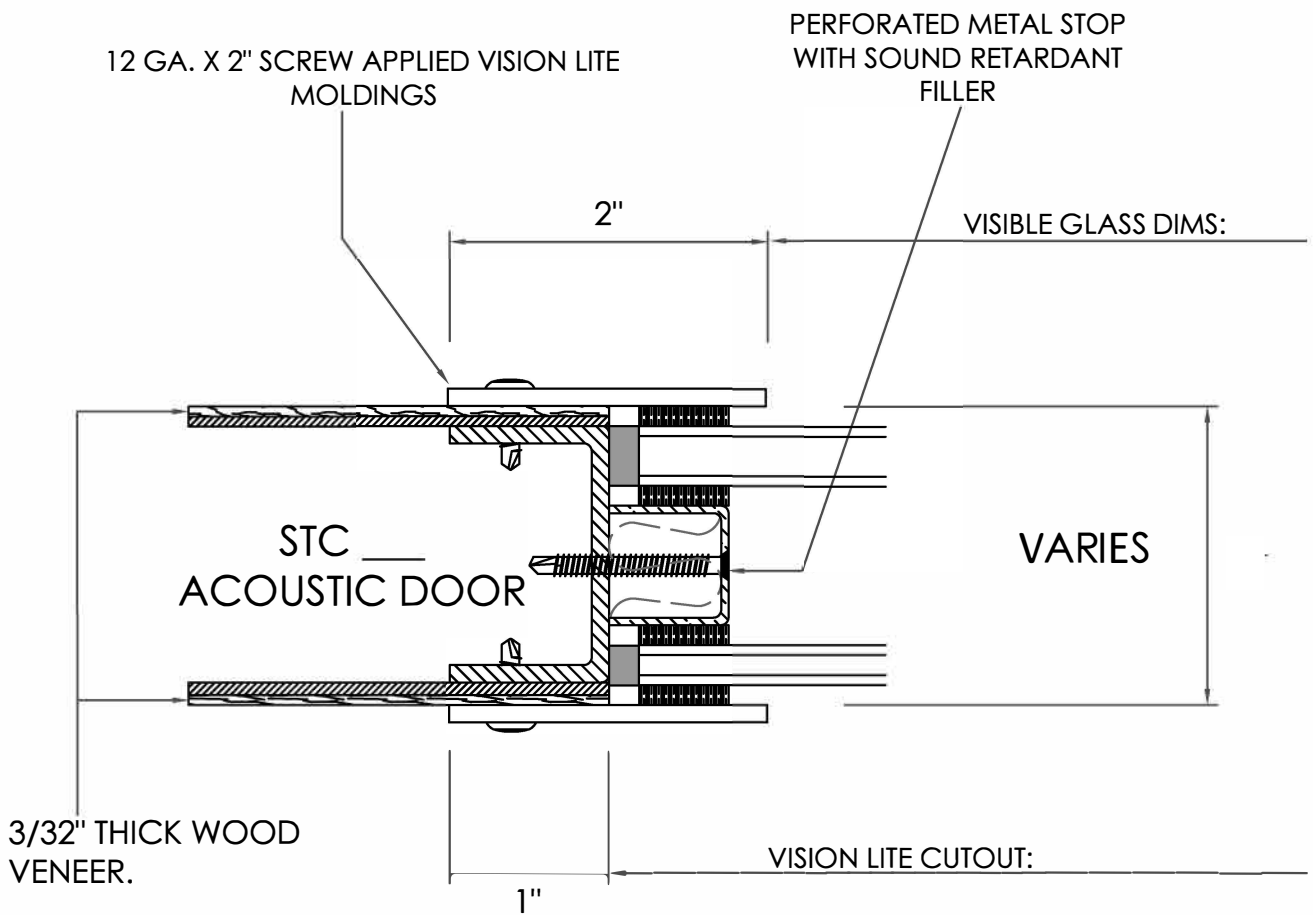 12 GA. X 2" SCREW APPLIED VISION LITE
MOLDINGS
PERFORATED METAL STOP
WITH SOUND RETARDANT
FILLER
2"
VISIBLE GLASS DIMS:
STC ___
ACOUSTIC DOOR
VARIES
3/32" THICK WOOD
VENEER.
1"
VISION LITE CUTOUT: